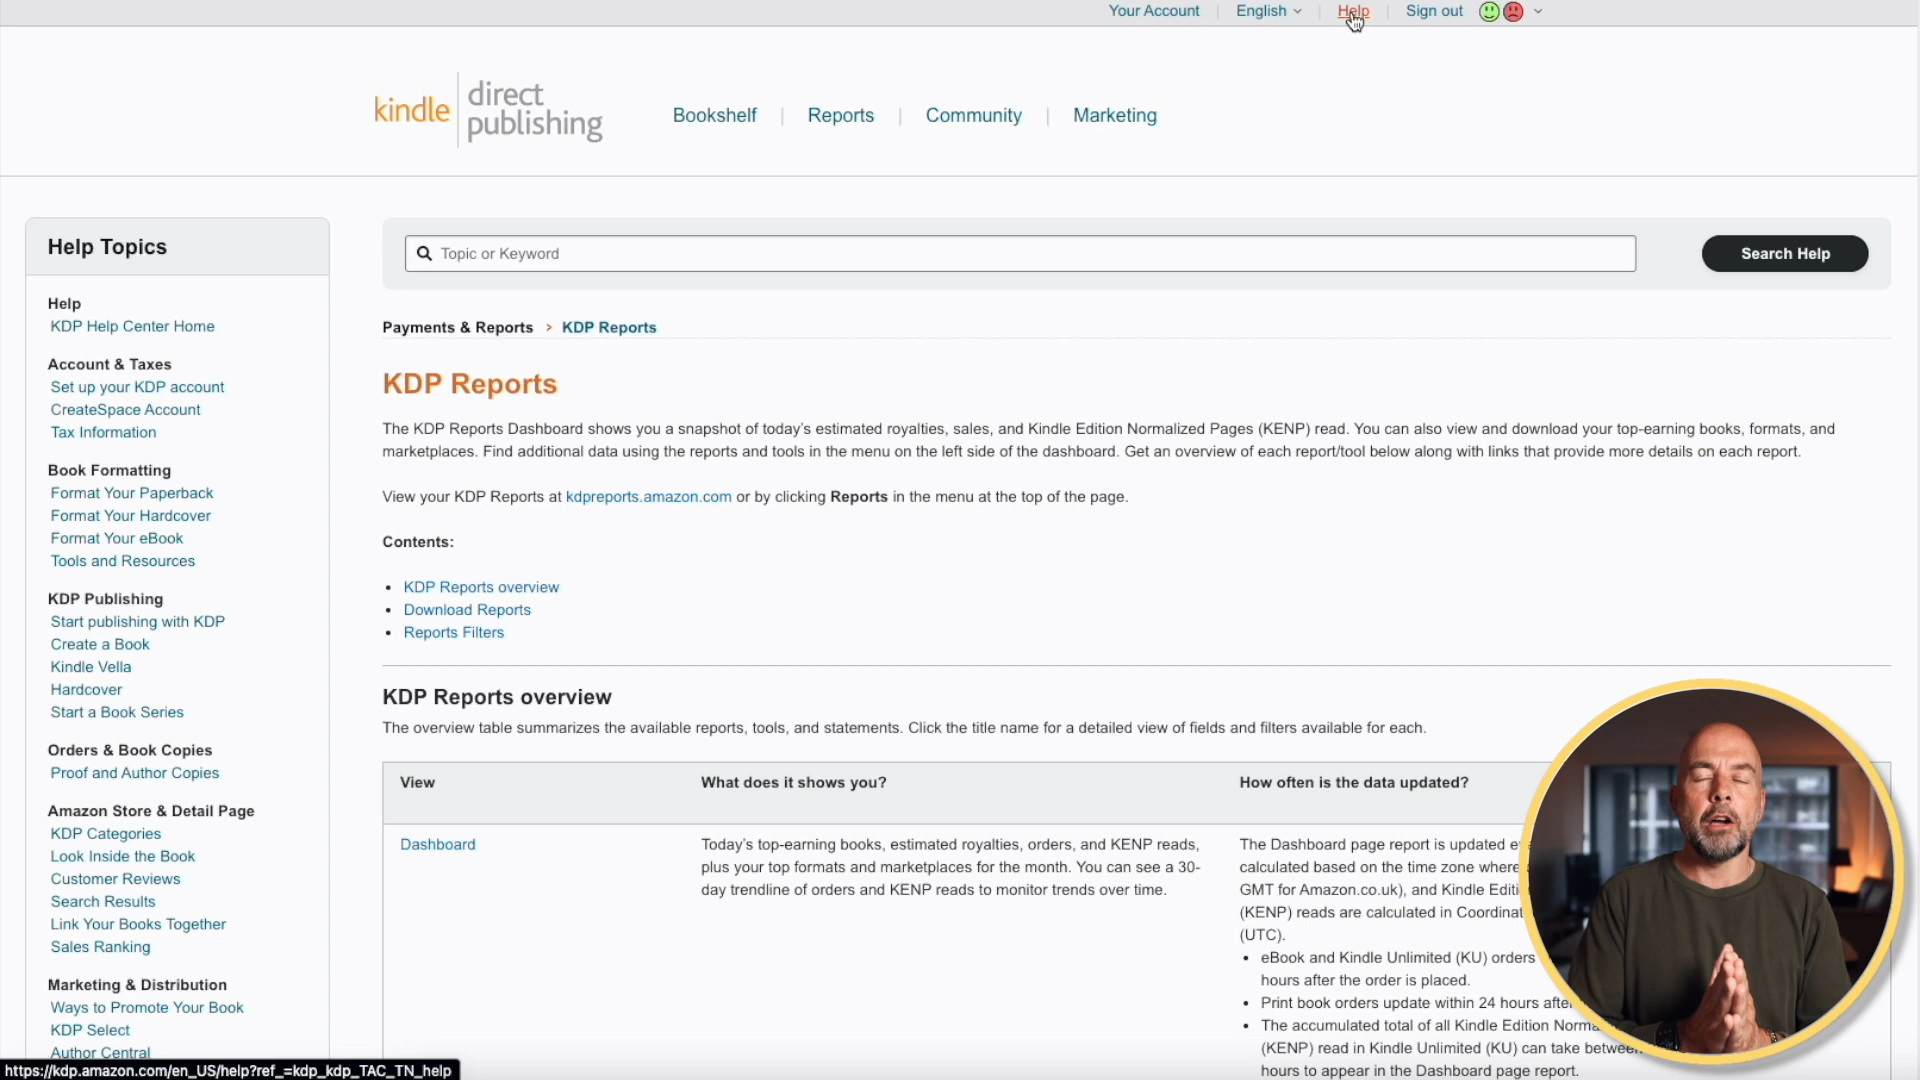 Your Account
English
Help
Sign out
kindle direct publishing
Bookshelf
Reports
Community
Marketing
Help Topics
Help
KDP Help Center Home
Account & Taxes
Set up your KDP account
CreateSpace Account
Tax Information
Book Formatting
Format Your Paperback
Format Your Hardcover
Format Your eBook
Tools and Resources
KDP Publishing
Start publishing with KDP
Create a Book
Kindle Vella
Hardcover
Start a Book Series
Orders & Book Copies
Proof and Author Copies
Amazon Store & Detail Page
KDP Categories
Look Inside the Book
Customer Reviews
Search Results
Link Your Books Together
Sales Ranking
Marketing & Distribution
Ways to Promote Your Book
KDP Select
Author Central
Topic or Keyword
Search Help
Payments & Reports > KDP Reports
KDP Reports
The KDP Reports Dashboard shows you a snapshot of today's estimated royalties, sales, and Kindle Edition Normalized Pages (KENP) read. You can also view and download your top-earning books, formats, and
marketplaces. Find additional data using the reports and tools in the menu on the left side of the dashboard. Get an overview of each report/tool below along with links that provide more details on each report.
View your KDP Reports at kdpreports.amazon.com or by clicking Reports in the menu at the top of the page.
Contents:
• KDP Reports overview
• Download Reports
• Reports Filters
KDP Reports overview
The overview table summarizes the available reports, tools, and statements. Click the title name for a detailed view of fields and filters available for each.
View
What does it shows you?
How often is the data updated?
Dashboard
Today's top-earning books, estimated royalties, orders, and KENP reads,
plus your top formats and marketplaces for the month. You can see a 30-
day trendline of orders and KENP reads to monitor trends over time.
The Dashboard page report is updated
calculated based on the time zone where
GMT for Amazon.co.uk), and Kindle
(KENP) reads are calculated in
(UTC).
• eBook and Kindle Unlimited (KU) orders
hours after the order is placed.
• Print book orders update within 24 hours
• The accumulated total of all Kindle Edition
(KENP) read in Kindle Unlimited (KU) can take
hours to appear in the Dashboard page report.
https://kdp.amazon.com/en_US/help?ref_=kdp_kdp_TAC_TN_help